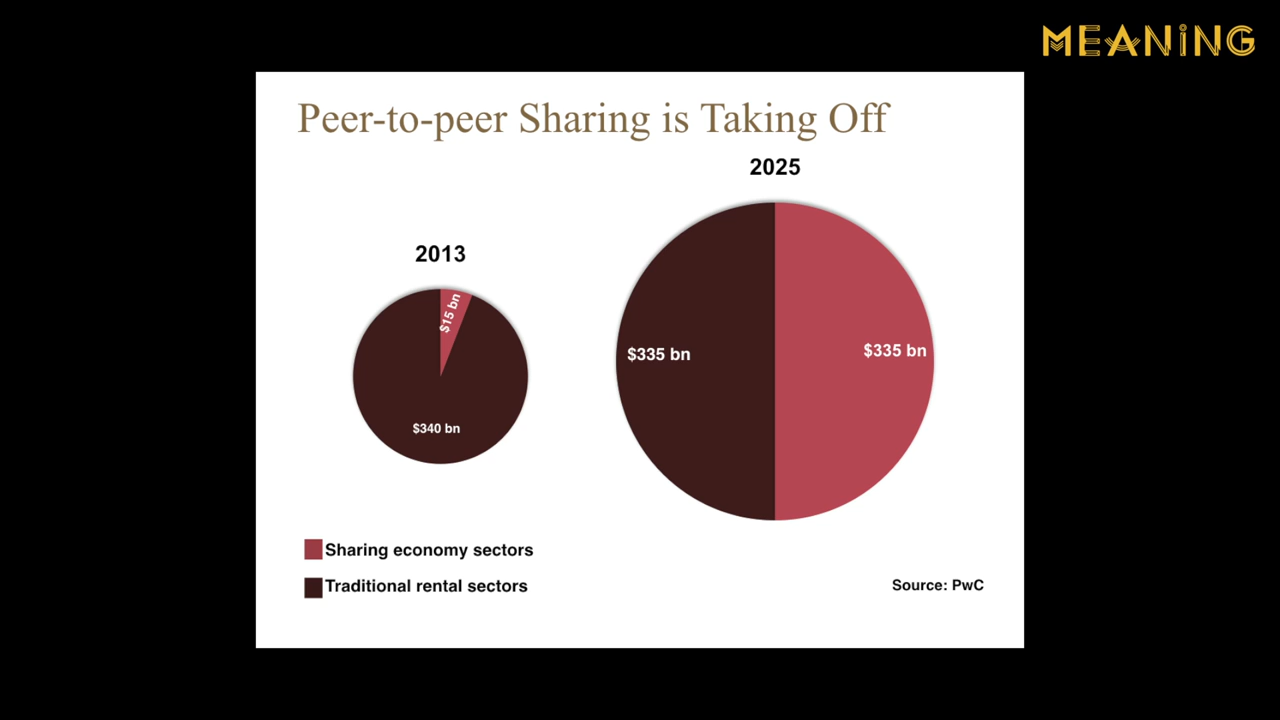 MEANiNG
Peer-to-peer Sharing is Taking Off
2025
2013
$15 bn
$340 bn
$335 bn
$335 bn
Sharing economy sectors
Traditional rental sectors
Source: PwC